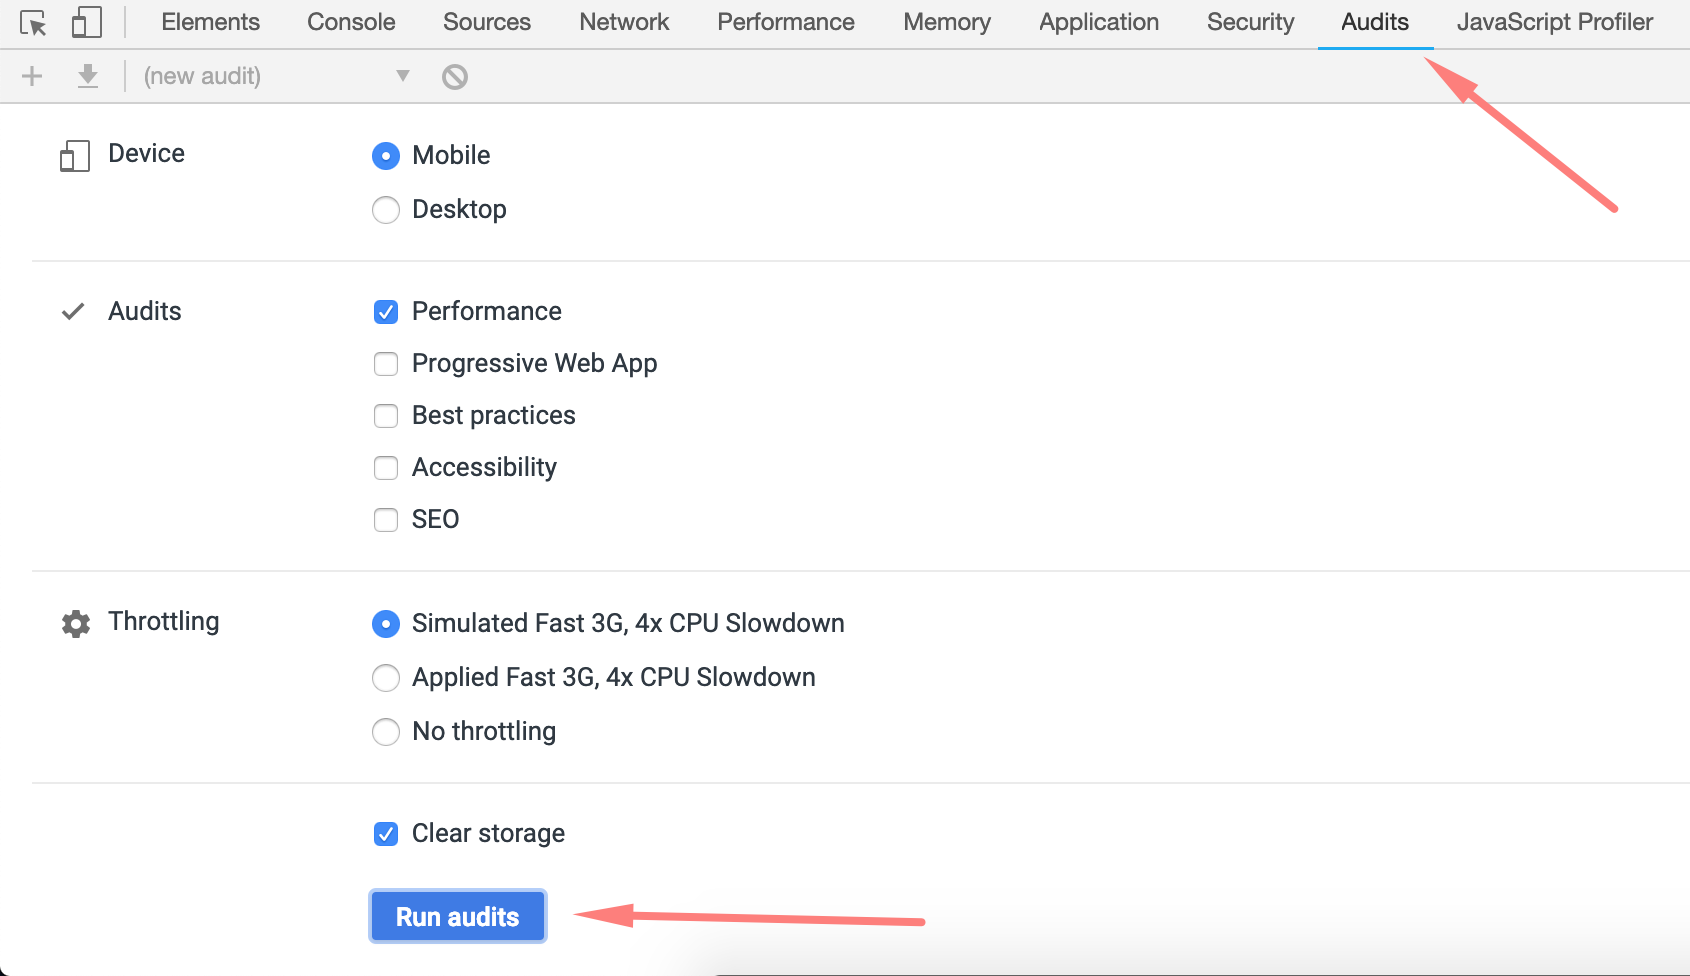 Elements Console Sources Network Performance Memory Application Security Audits JavaScript Profiler
(new audit)
Device
Mobile
Desktop
Audits
Performance
Progressive Web App
Best practices
Accessibility
SEO
Throttling
Simulated Fast 3G, 4x CPU Slowdown
Applied Fast 3G, 4x CPU Slowdown
No throttling
Clear storage
Run audits